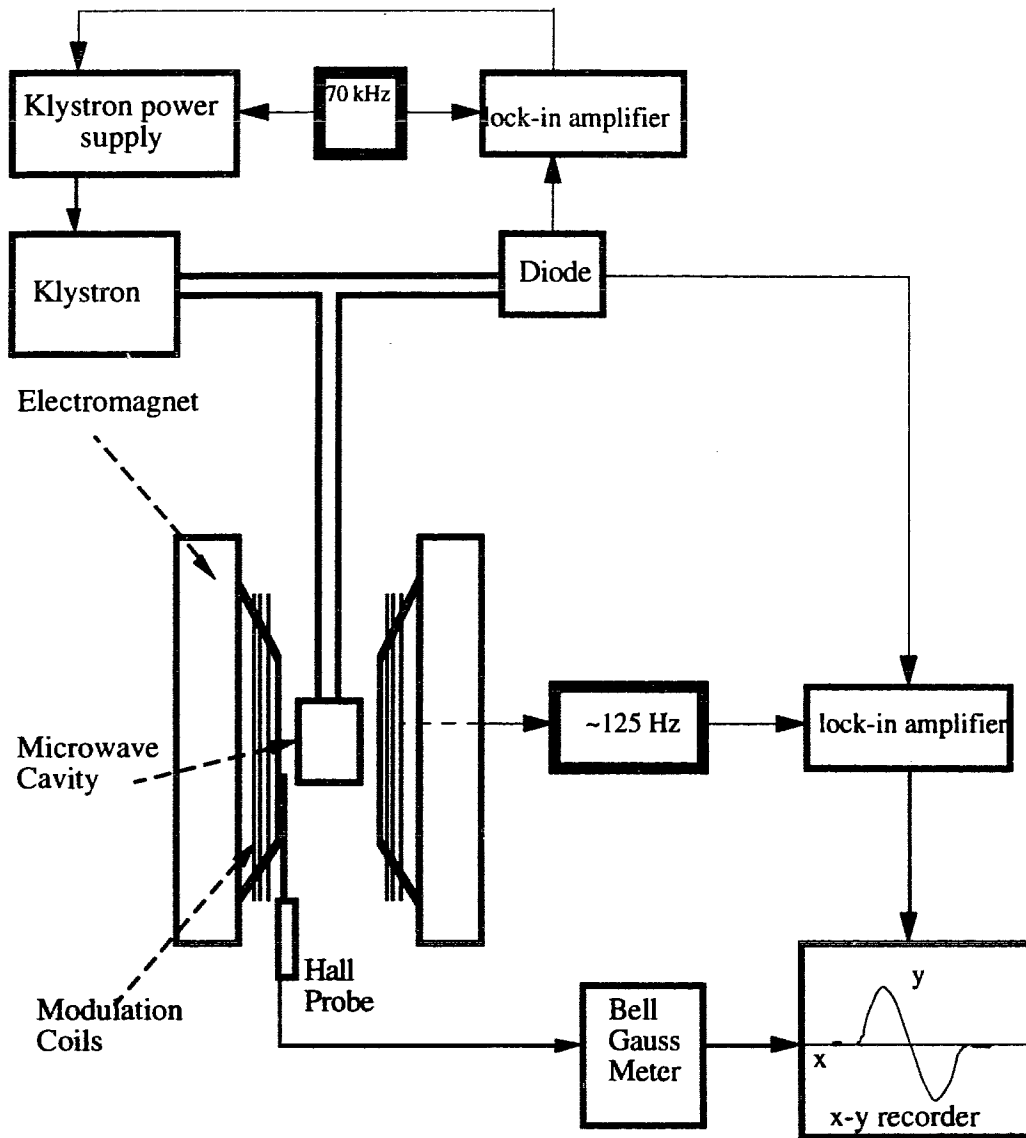 Klystron power
supply
70 kHz
lock-in amplifier
Klystron
Diode
Electromagnet
~125 Hz
lock-in amplifier
Microwave
Cavity
Hall
Probe
Modulation
Coils
Bell
Gauss
Meter
y
x
x-y recorder